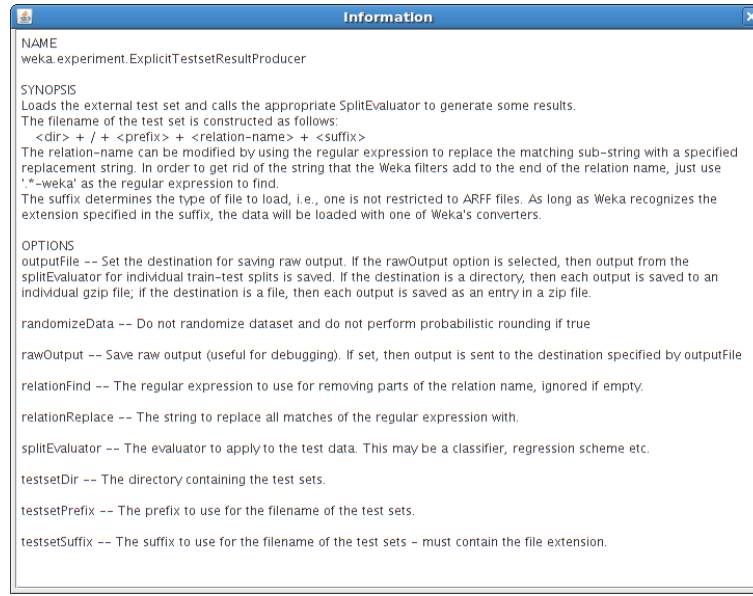 Information
NAME
weka.experiment.ExplicitTestsetResultProducer
SYNOPSIS
Loads the external test set and calls the appropriate SplitEvaluator to generate some results.
The filename of the test set is constructed as follows:
<dir> + / + <prefix> + <relation-name> + <suffix>
The relation-name can be modified by using the regular expression to replace the matching sub-string with a specified
replacement string. In order to get rid of the string that the Weka filters add to the end of the relation name, just use
'.*-weka' as the regular expression to find.
The suffix determines the type of file to load, i.e., one is not restricted to ARFF files. As long as Weka recognizes the
extension specified in the suffix, the data will be loaded with one of Weka's converters.
OPTIONS
outputFile -- Set the destination for saving raw output. If the rawOutput option is selected, then output from the
splitEvaluator for individual train-test splits is saved. If the destination is a directory, then each output is saved to an
individual gzip file; if the destination is a file, then each output is saved as an entry in a zip file.
randomizeData -- Do not randomize dataset and do not perform probabilistic rounding if true
rawOutput -- Save raw output (useful for debugging). If set, then output is sent to the destination specified by outputFile
relationFind -- The regular expression to use for removing parts of the relation name, ignored if empty.
relationReplace -- The string to replace all matches of the regular expression with.
splitEvaluator -- The evaluator to apply to the test data. This may be a classifier, regression scheme etc.
testsetDir -- The directory containing the test sets.
testsetPrefix -- The prefix to use for the filename of the test sets.
testsetSuffix -- The suffix to use for the filename of the test sets - must contain the file extension.